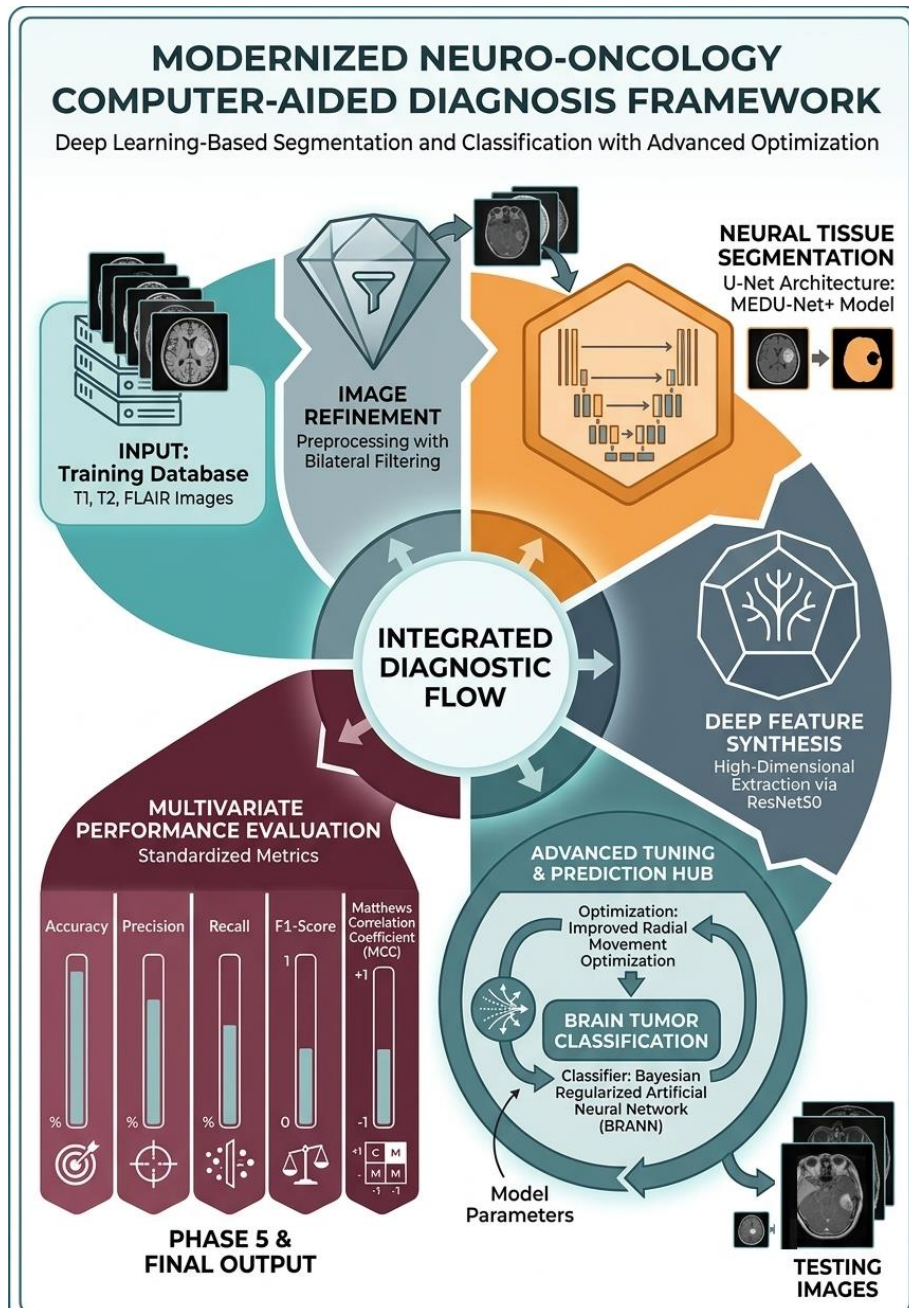 MODERNIZED NEURO-ONCOLOGY
COMPUTER-AIDED DIAGNOSIS FRAMEWORK
Deep Learning-Based Segmentation and Classification with Advanced Optimization
INPUT:
Training Database
T1, T2, FLAIR Images
IMAGE
REFINEMENT
Preprocessing with
Bilateral Filtering
NEURAL TISSUE
SEGMENTATION
U-Net Architecture:
MEDU-Net+ Model
INTEGRATED
DIAGNOSTIC
FLOW
DEEP FEATURE
SYNTHESIS
High-Dimensional
Extraction via
ResNetS0
ADVANCED TUNING
& PREDICTION HUB
Optimization:
Improved Radial
Movement
Optimization
BRAIN TUMOR
CLASSIFICATION
Classifier: Bayesian
Regularized Artificial
Neural Network
(BRANN)
Model
Parameters
TESTING
IMAGES
MULTIVARIATE
PERFORMANCE EVALUATION
Standardized Metrics
Accuracy
%
Precision
%
Recall
%
F1-Score
1
0
Matthews
Correlation
Coefficient
(MCC)
+1
-1
+1 C M
- M M
-1 -1
PHASE 5 &
FINAL OUTPUT